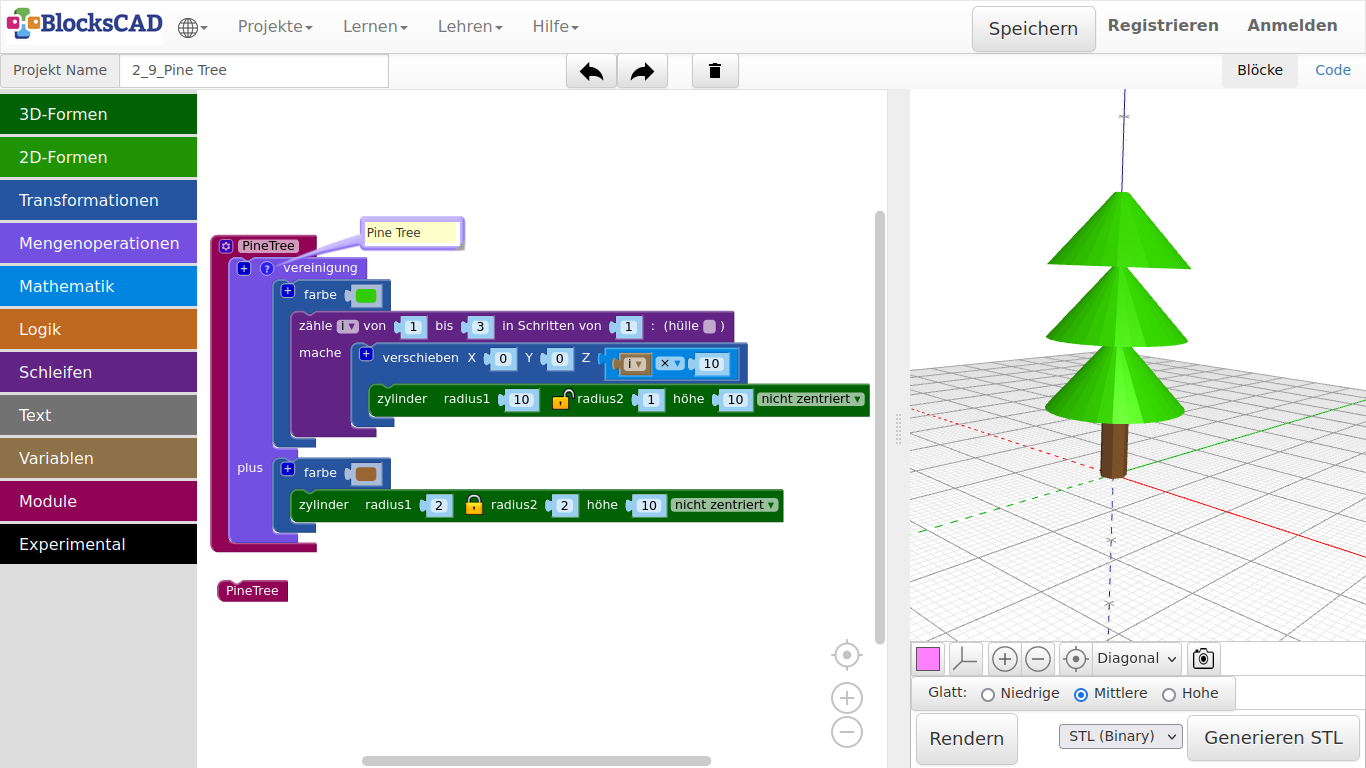 BlocksCAD Projekte Lernen Lehren Hilfe Speichern Registrieren Anmelden
Projekt Name 2_9_Pine Tree Blöcke Code
3D-Formen
2D-Formen
Transformationen
Mengenoperationen
Mathematik
Logik
Schleifen
Text
Variablen
Module
Experimental
Pine Tree
PineTree
+ ? vereinigung
+ farbe
zähle i von 1 bis 3 in Schritten von 1 : (hülle )
mache + verschieben X 0 Y 0 Z i × 10
zylinder radius1 10 radius2 1 höhe 10 nicht zentriert
plus + farbe
zylinder radius1 2 radius2 2 höhe 10 nicht zentriert
PineTree
Diagonal
Glatt: Niedrige Mittlere Hohe
Rendern STL (Binary) Generieren STL